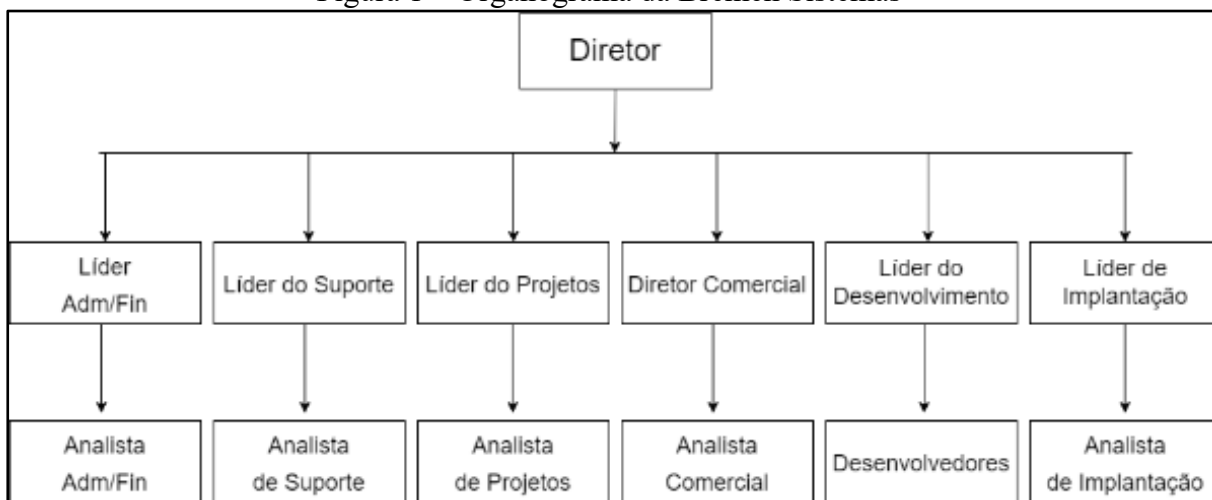 Diretor
Líder
Adm/Fin
Líder do Suporte
Líder do Projetos
Diretor Comercial
Líder do
Desenvolvimento
Líder de
Implantação
Analista
Adm/Fin
Analista
de Suporte
Analista
de Projetos
Analista
Comercial
Desenvolvedores
Analista
de Implantação